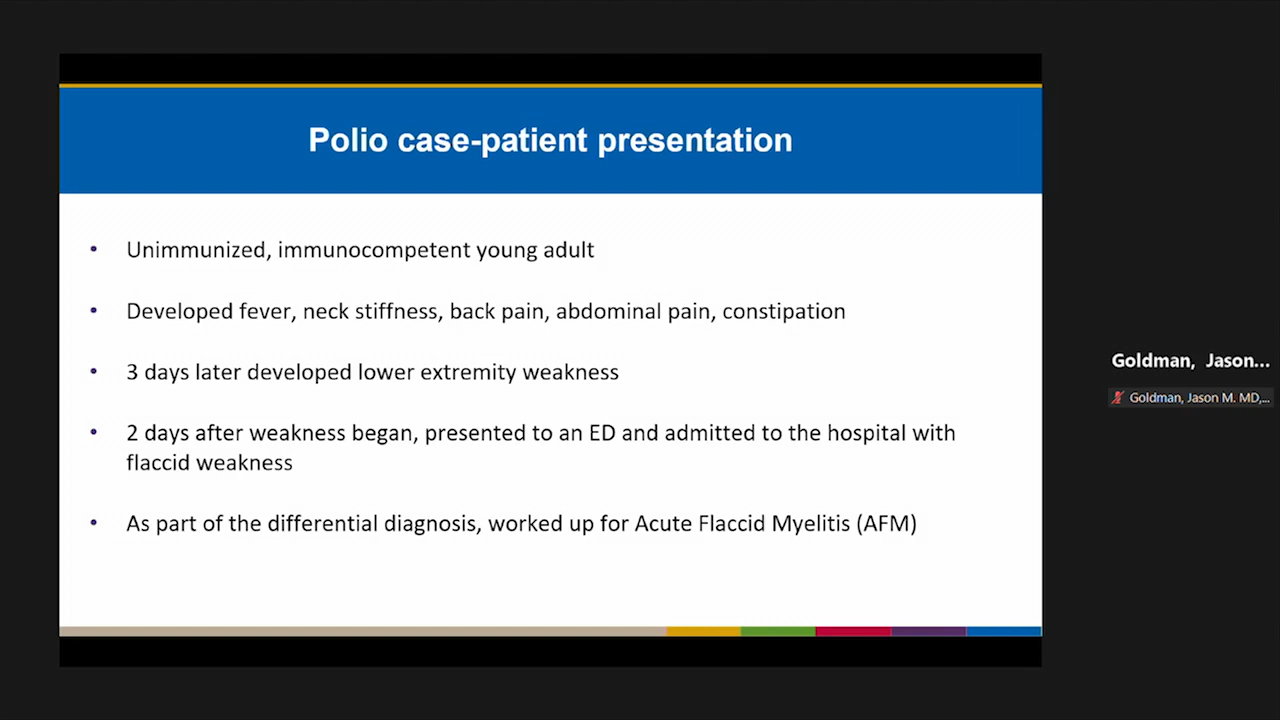 Polio case-patient presentation
• Unimmunized, immunocompetent young adult
• Developed fever, neck stiffness, back pain, abdominal pain, constipation
• 3 days later developed lower extremity weakness
• 2 days after weakness began, presented to an ED and admitted to the hospital with
flaccid weakness
• As part of the differential diagnosis, worked up for Acute Flaccid Myelitis (AFM)
Goldman, Jason...
Goldman, Jason M. MD,...